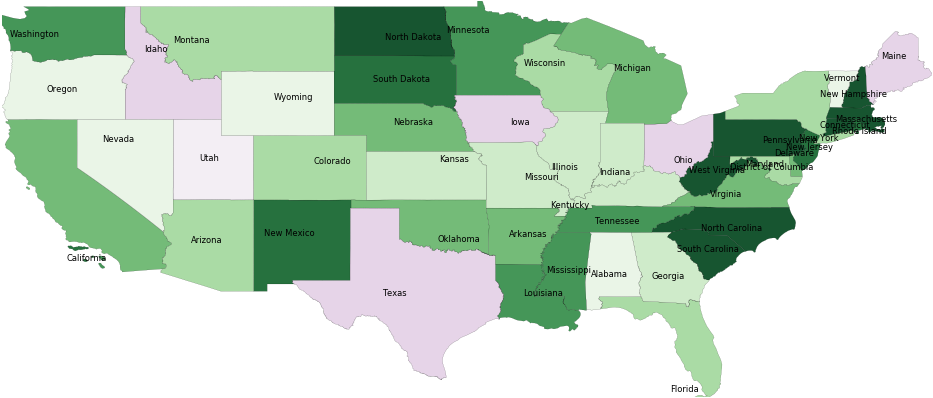 Washington
Montana
Idaho
North Dakota
Minnesota
Maine
Oregon
Wyoming
South Dakota
Wisconsin
Michigan
Vermont
New Hampshire
Nevada
Utah
Nebraska
Iowa
Massachusetts
Connecticut
Rhode Island
New York
Pennsylvania
New Jersey
Delaware
Colorado
Kansas
Missouri
Illinois
Indiana
Ohio
Maryland
District of Columbia
West Virginia
Virginia
Kentucky
California
Arizona
New Mexico
Oklahoma
Arkansas
Tennessee
North Carolina
South Carolina
Texas
Louisiana
Mississippi
Alabama
Georgia
Florida